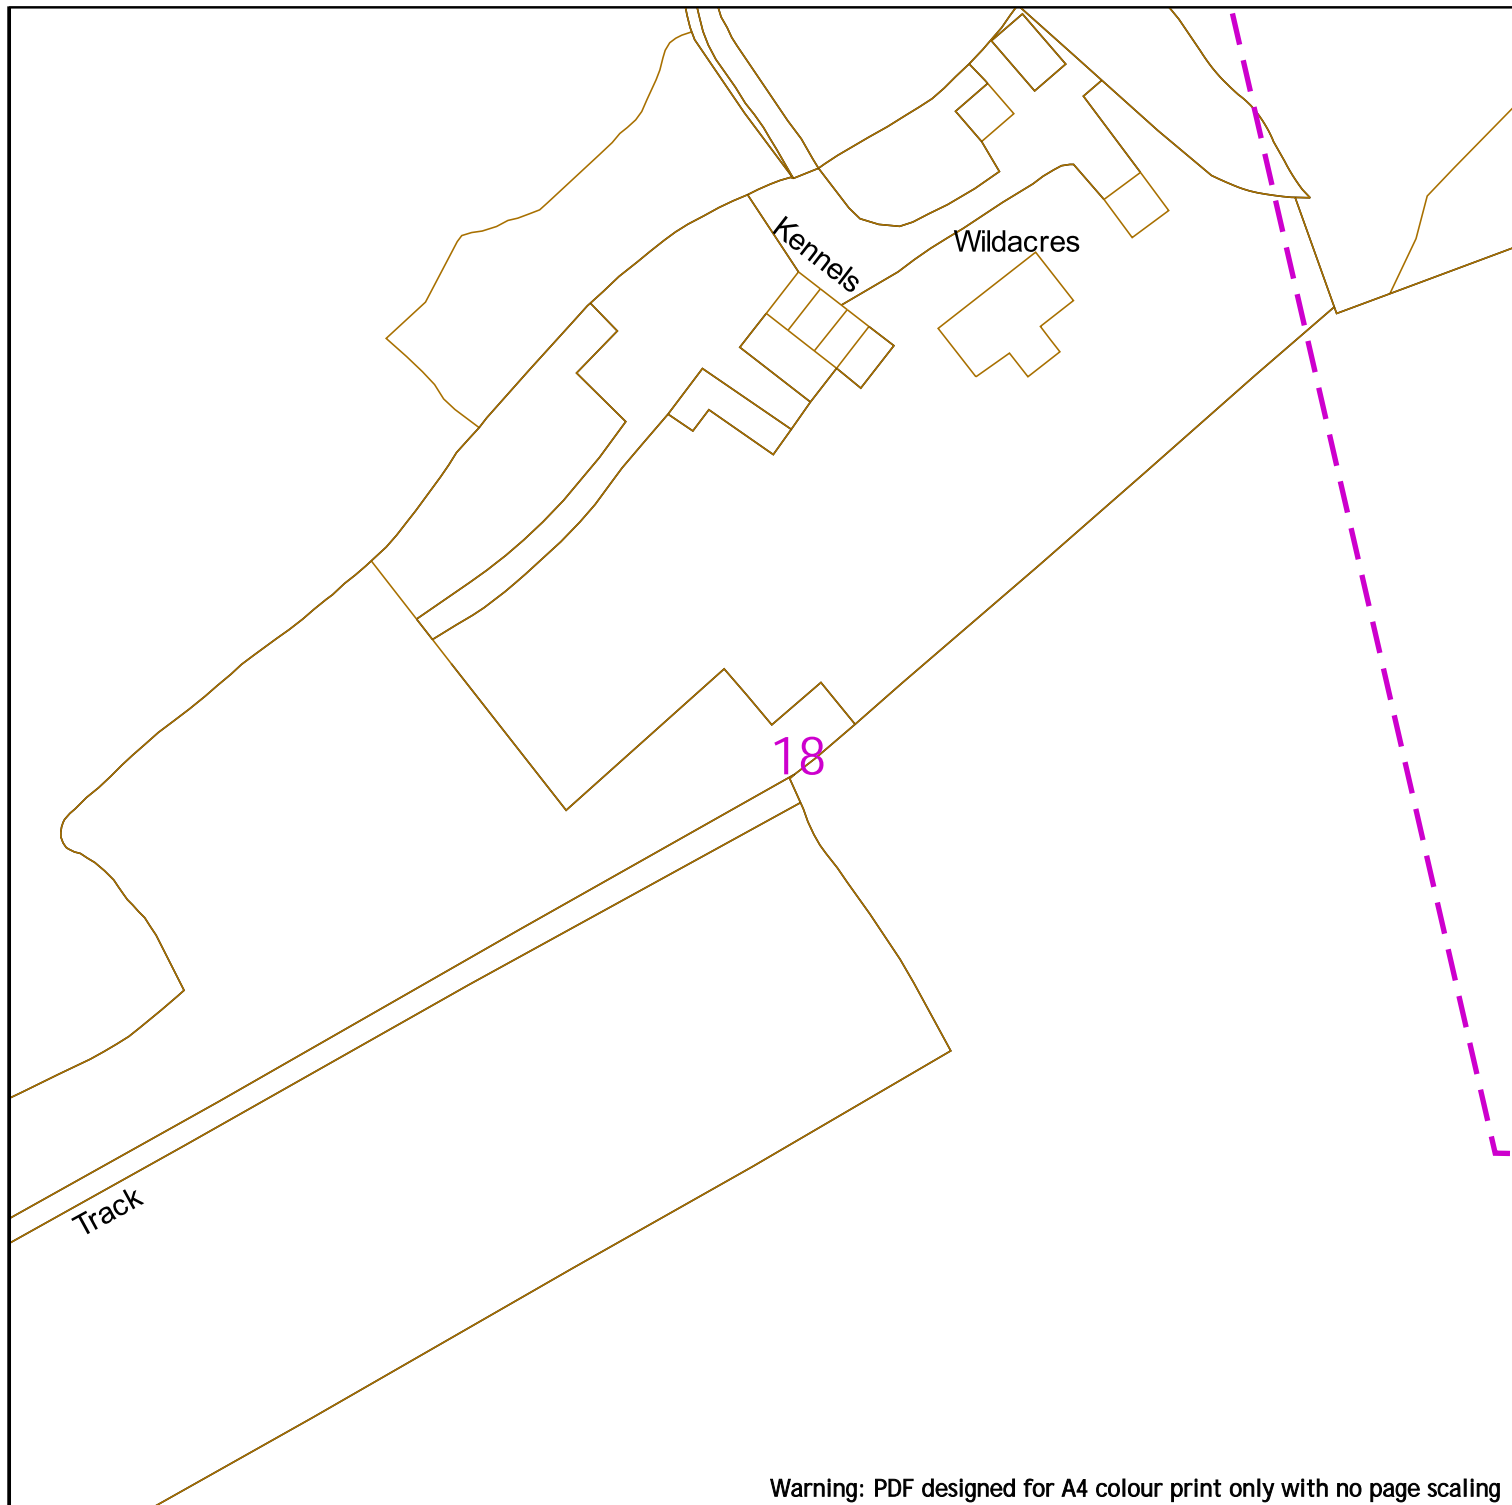 Kennels
Wildacres
18
Track
Warning: PDF designed for A4 colour print only with no page scaling